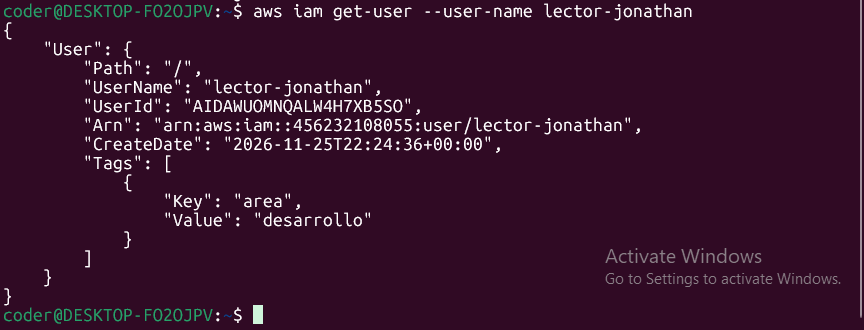 coder@DESKTOP-FO2OJPV:~$ aws iam get-user --user-name lector-jonathan
{
    "User": {
        "Path": "/",
        "UserName": "lector-jonathan",
        "UserId": "AIDAWUOMNQALW4H7XB5SO",
        "Arn": "arn:aws:iam::456232108055:user/lector-jonathan",
        "CreateDate": "2026-11-25T22:24:36+00:00",
        "Tags": [
            {
                "Key": "area",
                "Value": "desarrollo"
            }
        ]
    }
}
coder@DESKTOP-FO2OJPV:~$
Activate Windows
Go to Settings to activate Windows.